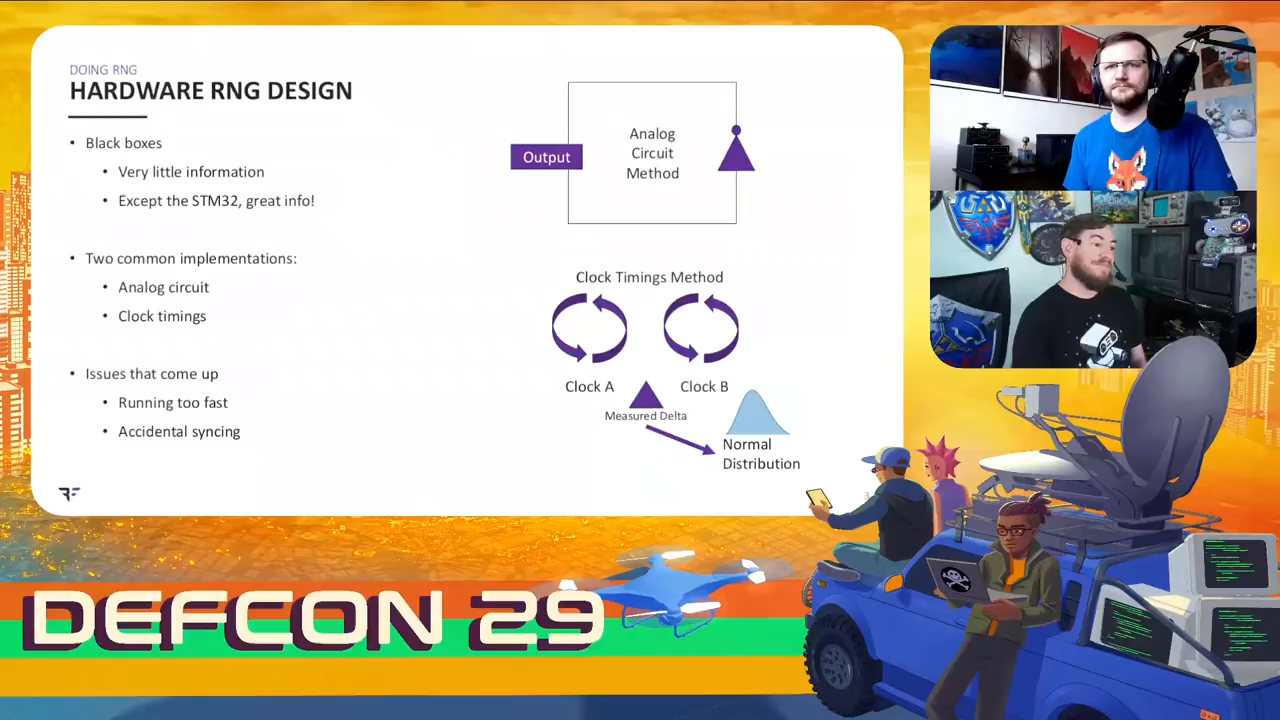 DOING RNG
HARDWARE RNG DESIGN
• Black boxes
• Very little information
• Except the STM32, great info!
• Two common implementations:
• Analog circuit
• Clock timings
• Issues that come up
• Running too fast
• Accidental syncing
Output
Analog
Circuit
Method
Clock Timings Method
Clock A
Clock B
Measured Delta
Normal
Distribution
RF
3
DEFCON 29